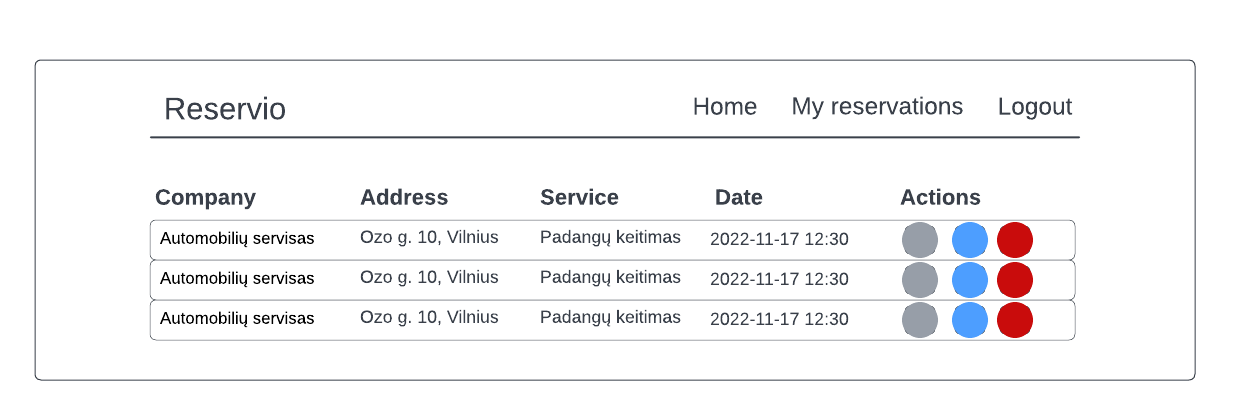 Reservio Home My reservations Logout
Company Address Service Date Actions
Automobilių servisas Ozo g. 10, Vilnius Padangų keitimas 2022-11-17 12:30
Automobilių servisas Ozo g. 10, Vilnius Padangų keitimas 2022-11-17 12:30
Automobilių servisas Ozo g. 10, Vilnius Padangų keitimas 2022-11-17 12:30